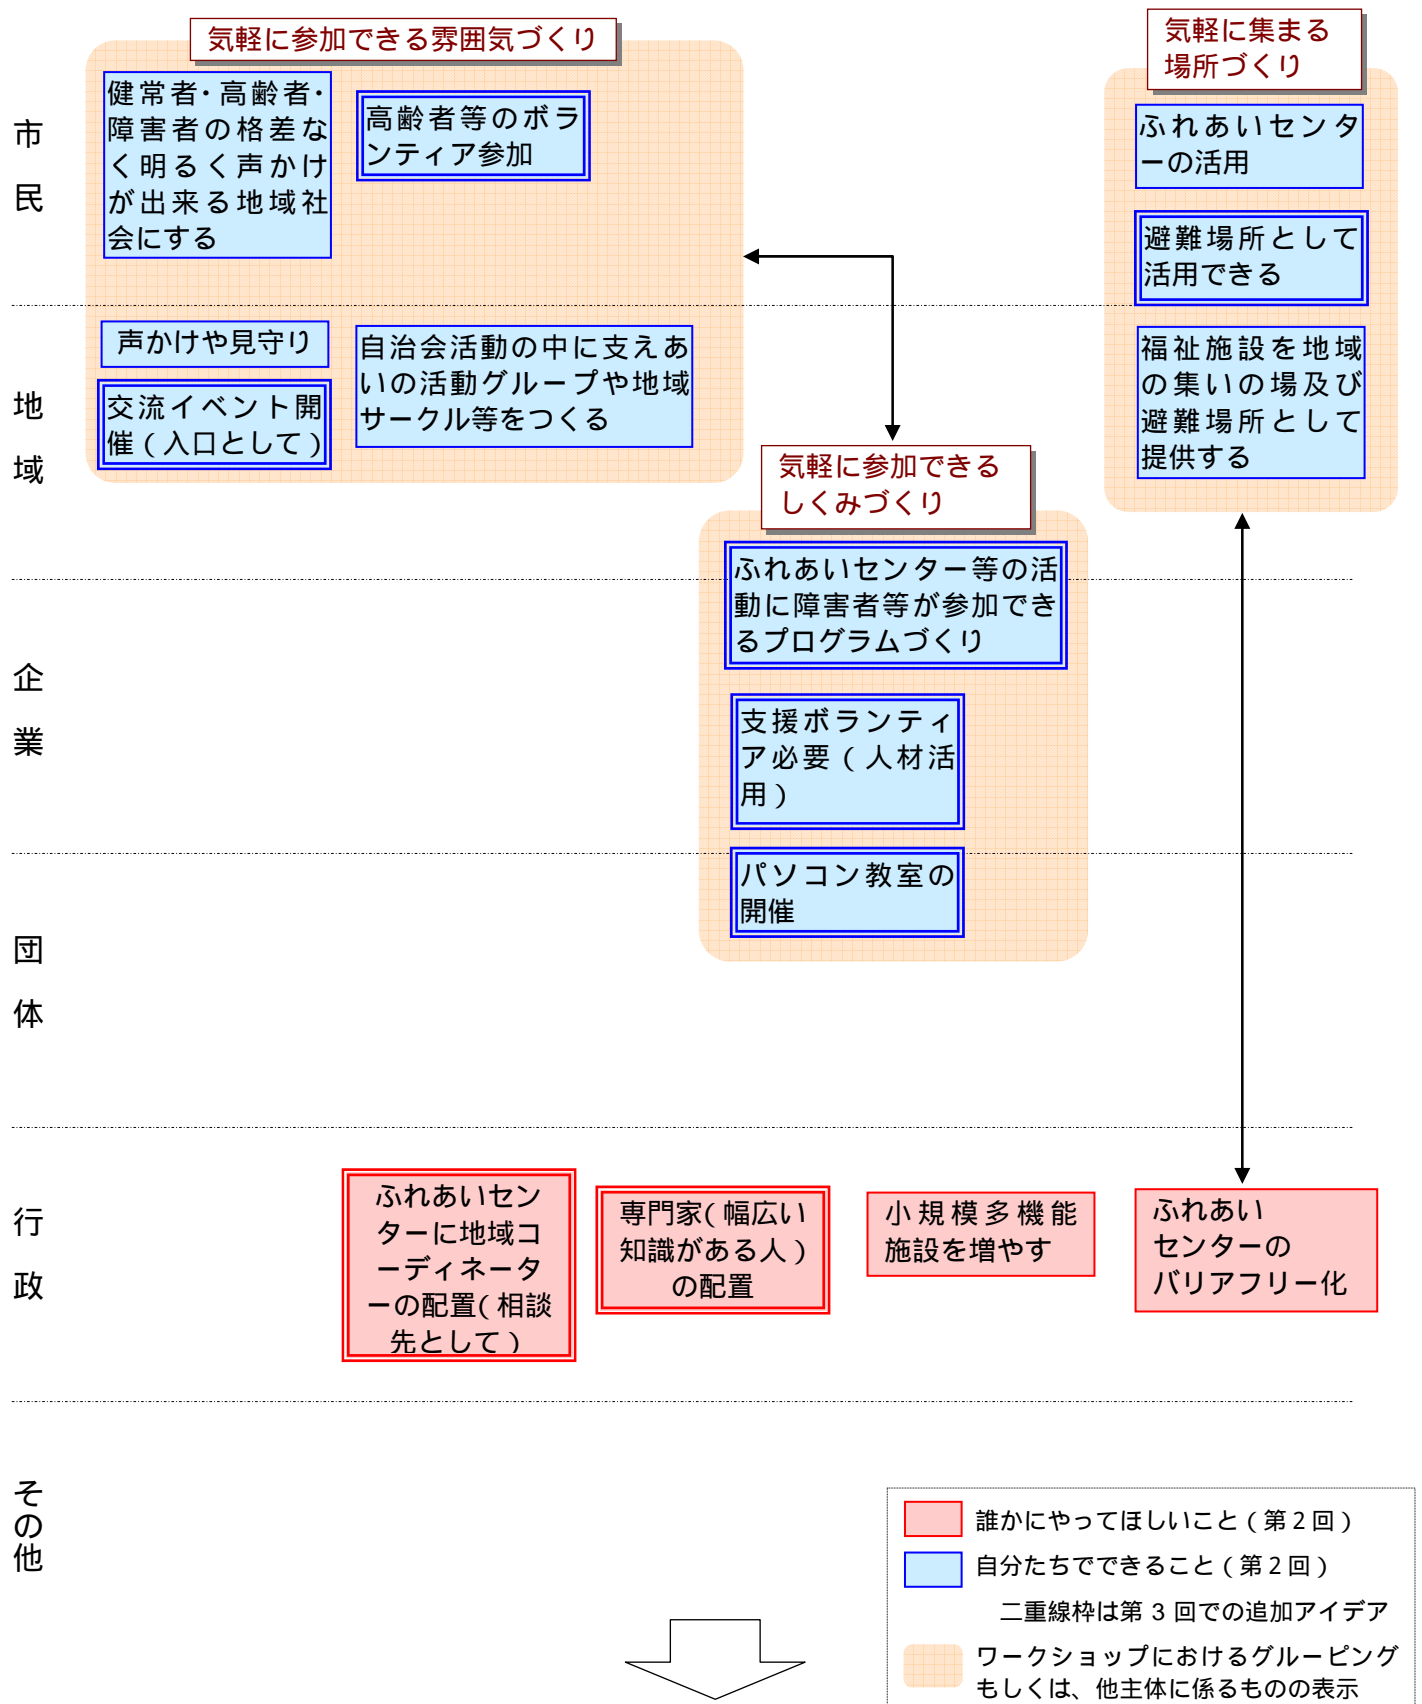 気軽に参加できる雰囲気づくり
気軽に集まる
場所づくり
市
民
健常者・高齢者・
障害者の格差な
く明るく声かけ
が出来る地域社
会にする
高齢者等のボラ
ンティア参加
ふれあいセンタ
ーの活用
避難場所として
活用できる
地
域
声かけや見守り
交流イベント開
催（入口として）
自治会活動の中に支えあ
いの活動グループや地域
サークル等をつくる
福祉施設を地域
の集いの場及び
避難場所として
提供する
気軽に参加できる
しくみづくり
ふれあいセンター等の活
動に障害者等が参加でき
るプログラムづくり
企
業
支援ボランティ
ア必要（人材活
用）
パソコン教室の
開催
団
体
行
政
ふれあいセン
ターに地域コ
ーディネータ
ーの配置（相談
先として）
専門家（幅広い
知識がある人）
の配置
小規模多機能
施設を増やす
ふれあい
センターの
バリアフリー化
その他
誰かにやってほしいこと（第２回）
自分たちでできること（第２回）
二重線枠は第３回での追加アイデア
ワークショップにおけるグルーピング
もしくは、他主体に係るものの表示